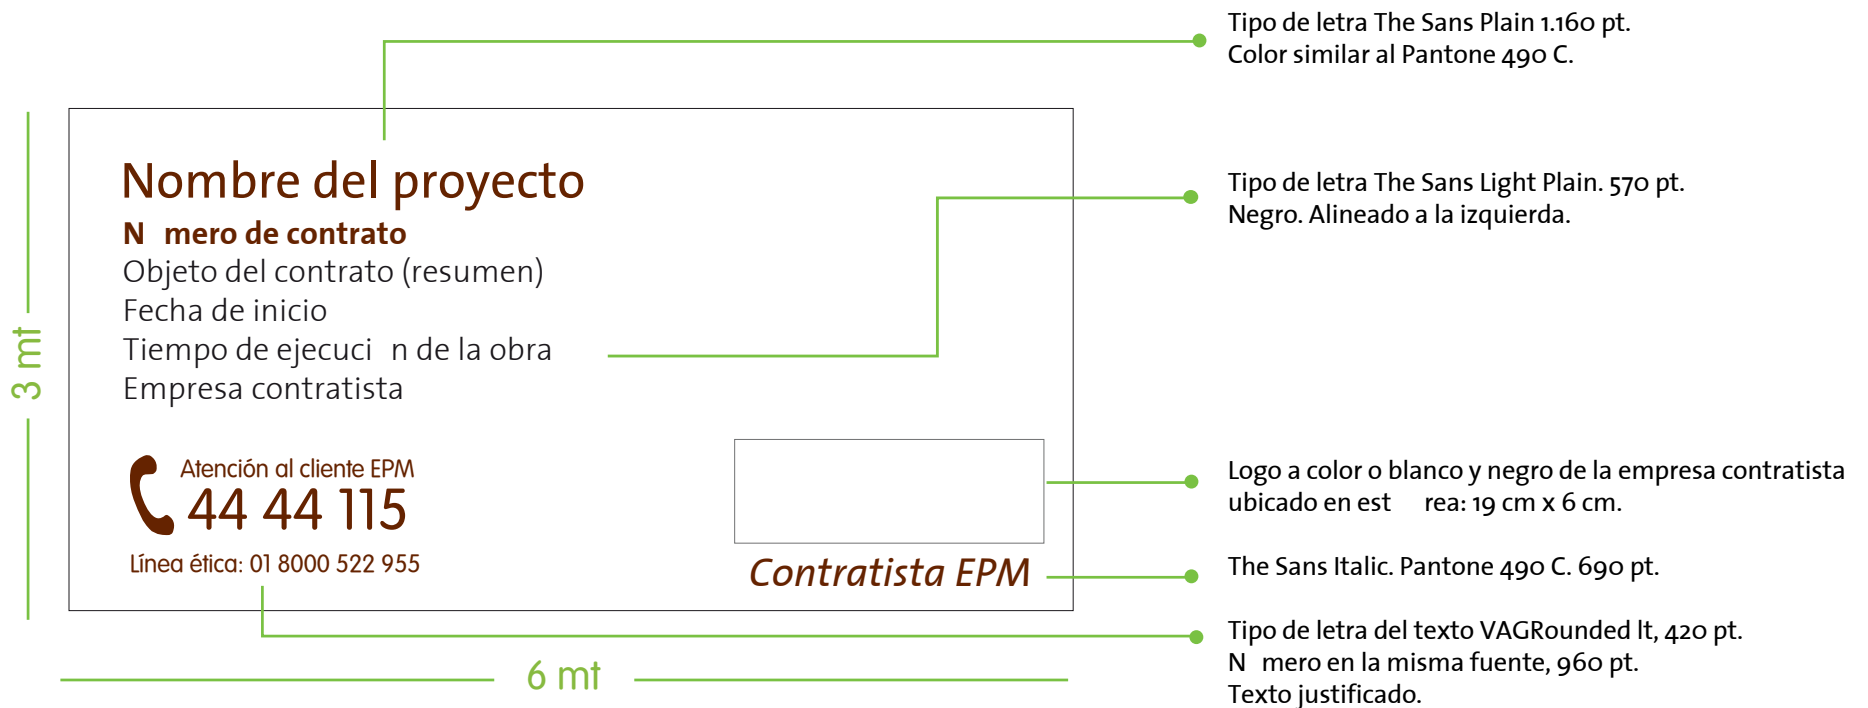 Tipo de letra The Sans Plain 1.160 pt.
Color similar al Pantone 490 C.
Nombre del proyecto
N mero de contrato
Objeto del contrato (resumen)
Fecha de inicio
Tiempo de ejecuci n de la obra
Empresa contratista
Tipo de letra The Sans Light Plain. 570 pt.
Negro. Alineado a la izquierda.
3 mt
Atención al cliente EPM
44 44 115
Línea ética: 01 8000 522 955
Logo a color o blanco y negro de la empresa contratista
ubicado en est rea: 19 cm x 6 cm.
Contratista EPM
The Sans Italic. Pantone 490 C. 690 pt.
Tipo de letra del texto VAGRounded lt, 420 pt.
N mero en la misma fuente, 960 pt.
Texto justificado.
6 mt